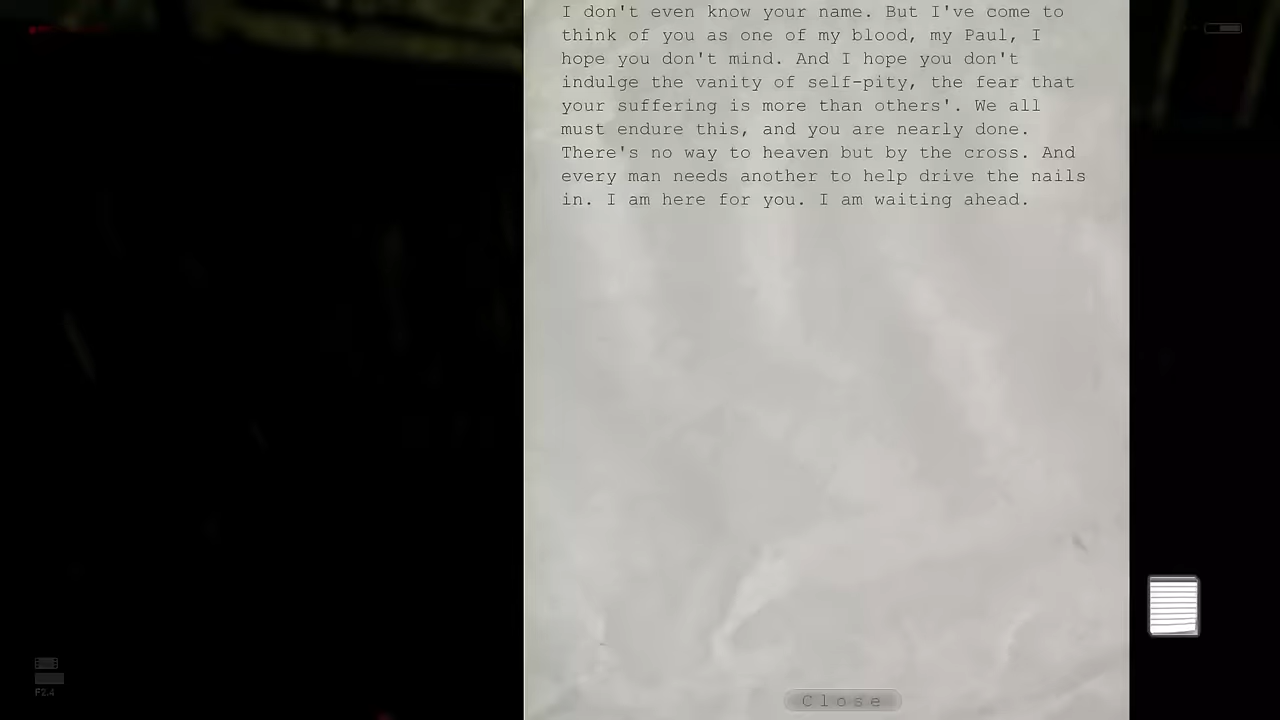 I don't even know your name. But I've come to
think of you as one of my blood, my Paul, I
hope you don't mind. And I hope you don't
indulge the vanity of self-pity, the fear that
your suffering is more than others'. We all
must endure this, and you are nearly done.
There's no way to heaven but by the cross. And
every man needs another to help drive the nails
in. I am here for you. I am waiting ahead.
F2.4
Close